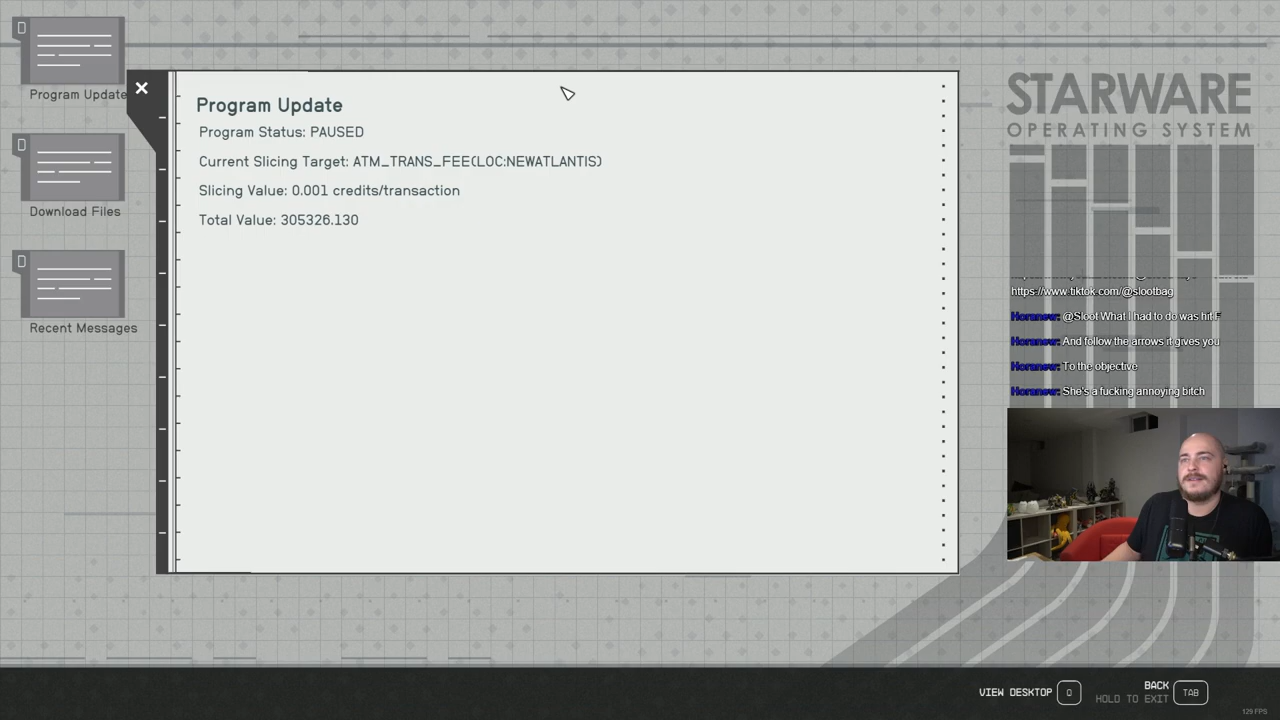 Program Update
Download Files
Recent Messages
Program Update
Program Status: PAUSED
Current Slicing Target: ATM_TRANS_FEE(LOC:NEWATLANTIS)
Slicing Value: 0.001 credits/transaction
Total Value: 305326.130
STARWARE
OPERATING SYSTEM
https://www.tiktok.com/@slootbag
Horanew: @Sloot What I had to do was hit F
Horanew: And follow the arrows it gives you
Horanew: To the objective
Horanew: She's a fucking annoying bitch
VIEW DESKTOP Q
BACK
HOLD TO EXIT TAB
129 FPS